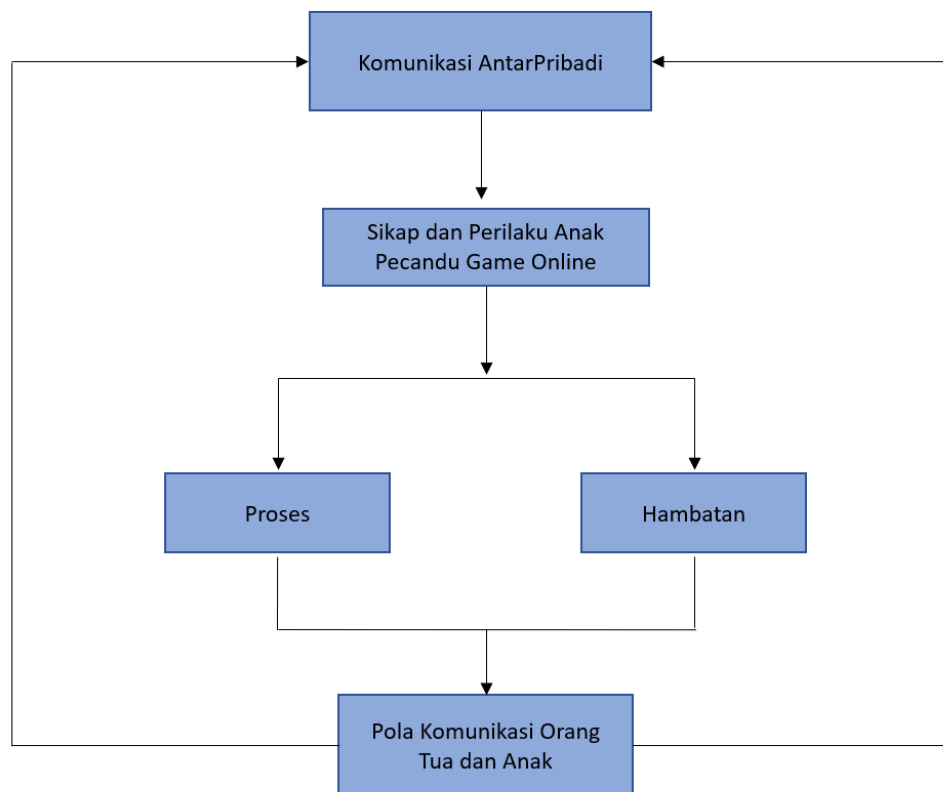 Komunikasi AntarPribadi
Sikap dan Perilaku Anak
Pecandu Game Online
Proses
Hambatan
Pola Komunikasi Orang
Tua dan Anak